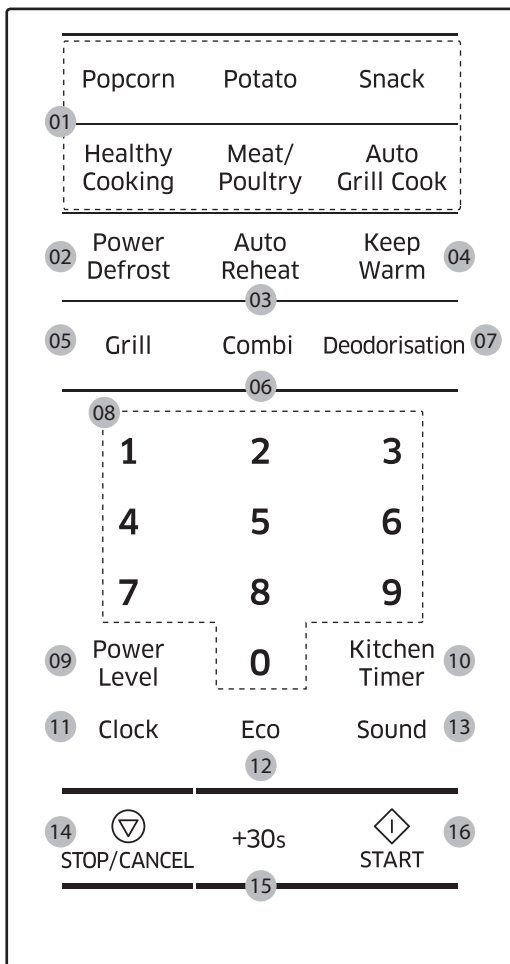 Popcorn Potato Snack
01
Healthy Meat/ Auto
Cooking Poultry Grill Cook
02 Power Auto Keep 04
Defrost Reheat Warm
03
05 Grill Combi Deodorisation 07
06
08
1 2 3
4 5 6
7 8 9
09 Power 0 Kitchen 10
Level Timer
11 Clock Eco Sound 13
12
14 +30s 16
STOP/CANCEL START
15